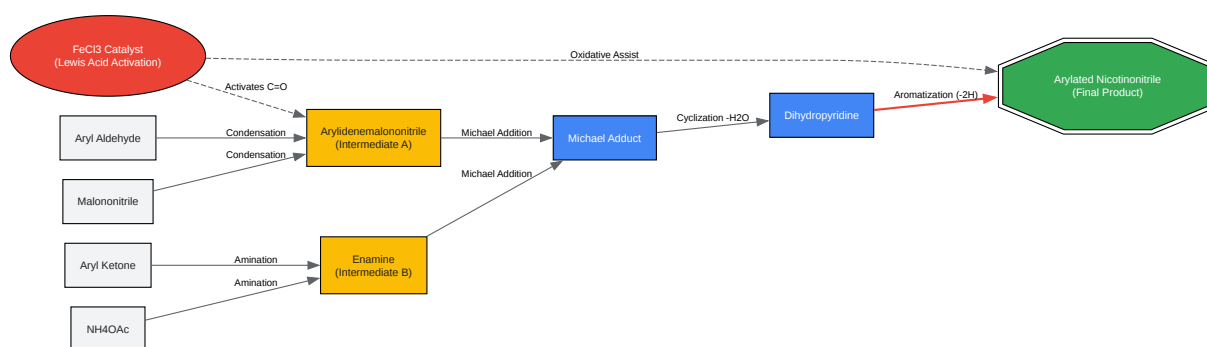 FeCl3 Catalyst
(Lewis Acid Activation)
Oxidative Assist
Activates C=O
Arylated Nicotinonitrile
(Final Product)
Aromatization (-2H)
Aryl Aldehyde
Condensation
Arylidenemalononitrile
(Intermediate A)
Michael Addition
Michael Adduct
Cyclization -H2O
Dihydropyridine
Condensation
Malononitrile
Michael Addition
Aryl Ketone
Amination
Enamine
(Intermediate B)
Amination
NH4OAc